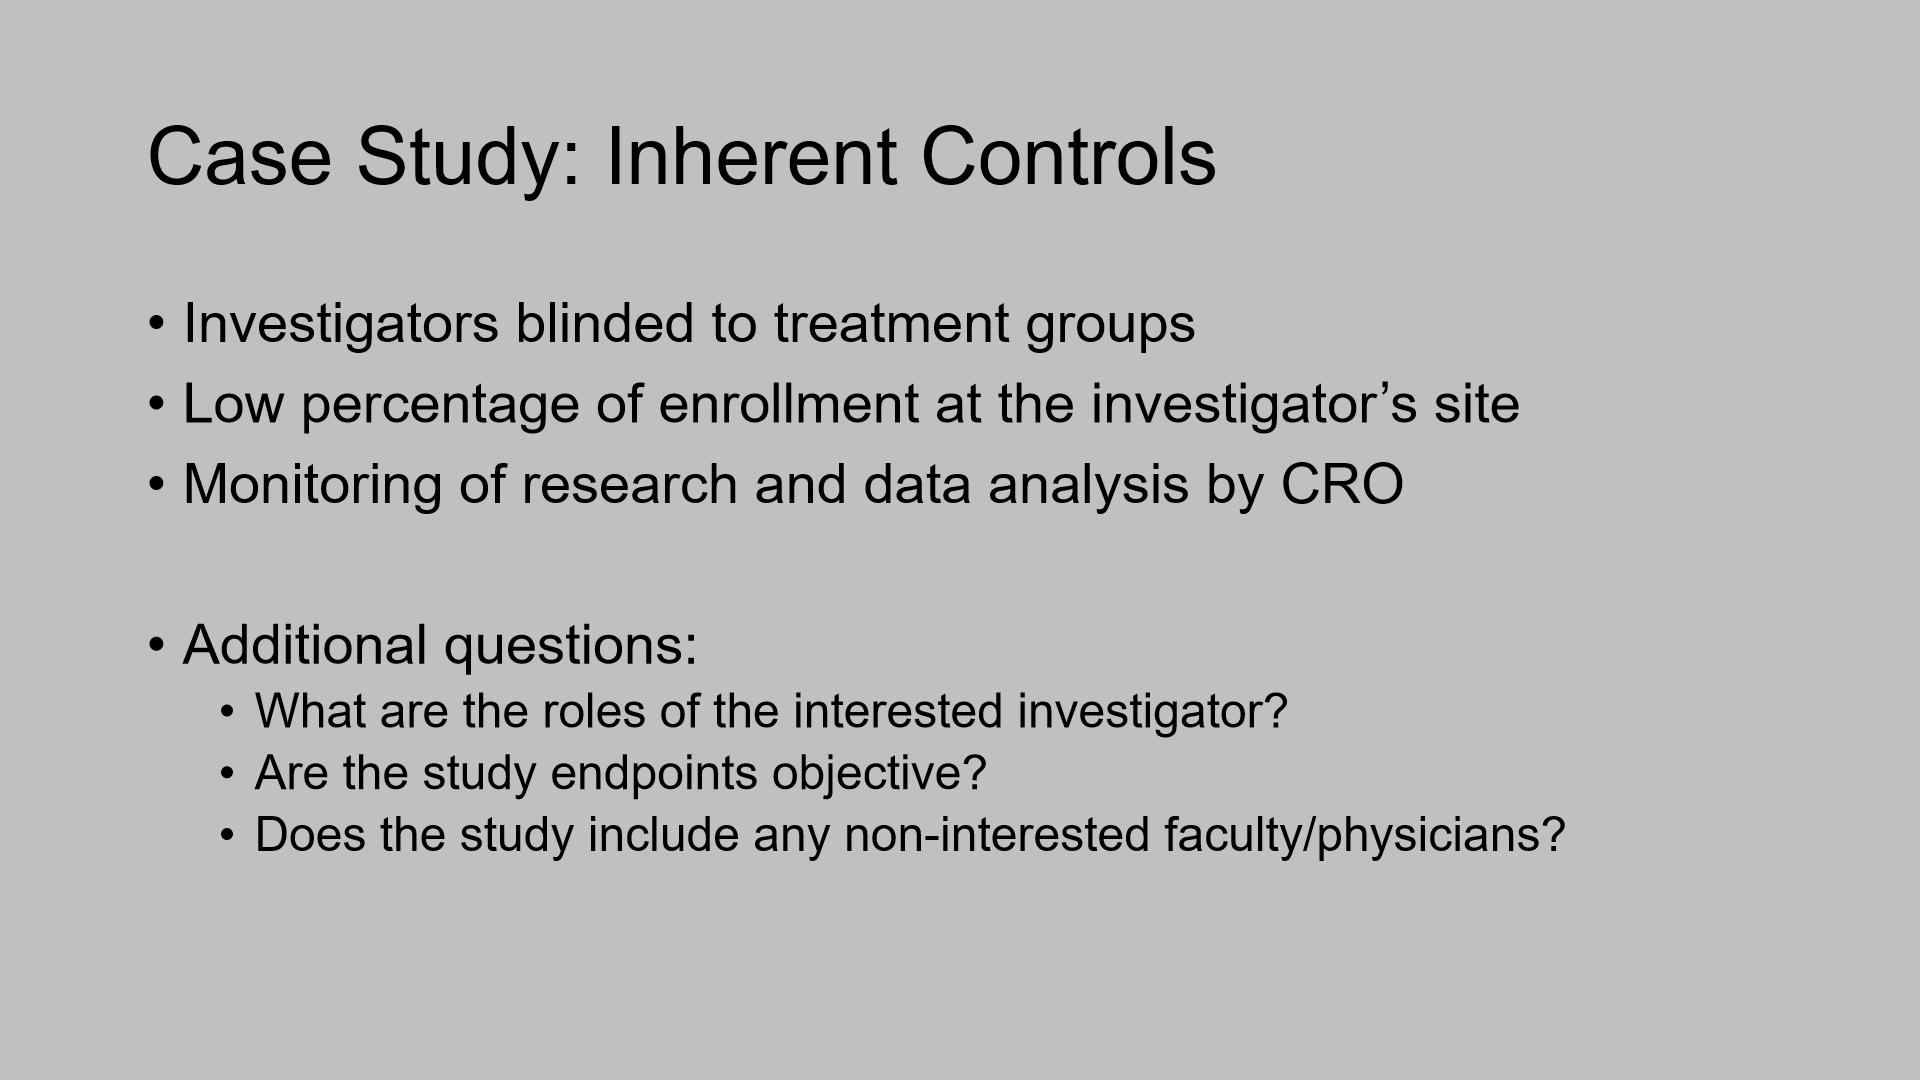 Case Study: Inherent Controls
• Investigators blinded to treatment groups
• Low percentage of enrollment at the investigator’s site
• Monitoring of research and data analysis by CRO
• Additional questions:
• What are the roles of the interested investigator?
• Are the study endpoints objective?
• Does the study include any non-interested faculty/physicians?